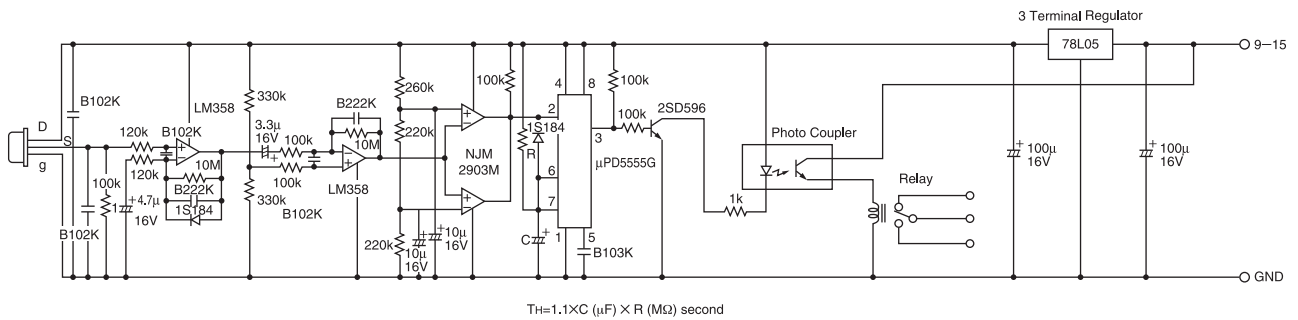 3 Terminal Regulator
78L05
9–15
D
S
g
B102K
LM358
120k
B102K
120k
10M
B222K
1S184
100k
1
4.7μ
16V
B102K
330k
330k
3.3μ
16V
100k
100k
B222K
10M
LM358
B102K
260k
220k
220k
10μ
16V
10μ
16V
NJM
2903M
100k
1S184
R
C
4
8
2
3
6
7
1
5
μPD5555G
B103K
100k
100k
2SD596
Photo Coupler
1k
Relay
100μ
16V
100μ
16V
GND
TH=1.1×C (μF) × R (MΩ) second